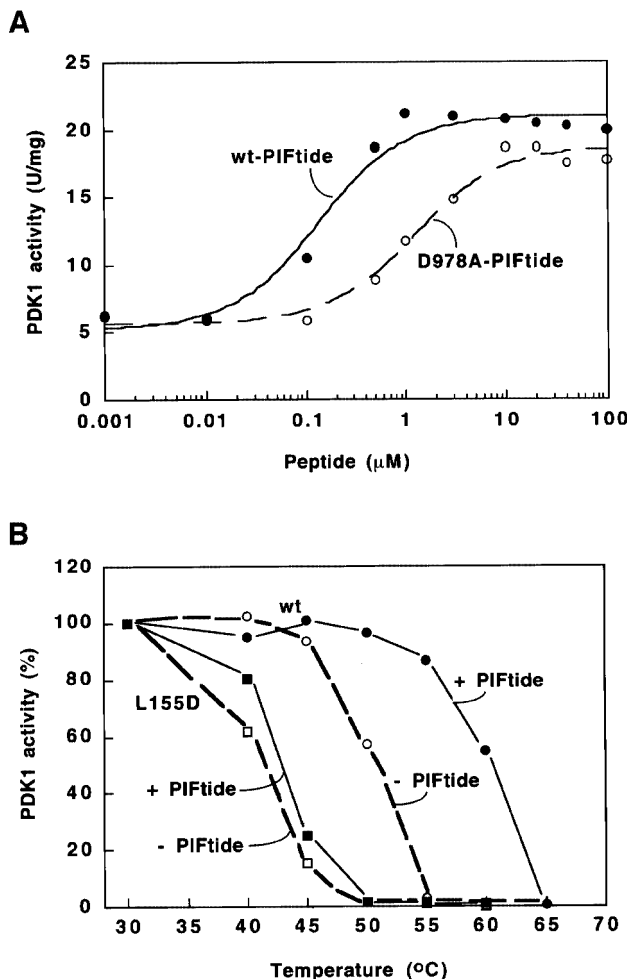 A
PDK1 activity (U/mg)
25
20
15
10
5
0
wt-PIFtide
D978A-PIFtide
0.001 0.01 0.1 1 10 100
Peptide (µM)
B
PDK1 activity (%)
120
100
80
60
40
20
0
wt
L155D
+ PIFtide
+ PIFtide
- PIFtide
- PIFtide
30 35 40 45 50 55 60 65 70
Temperature (ºC)